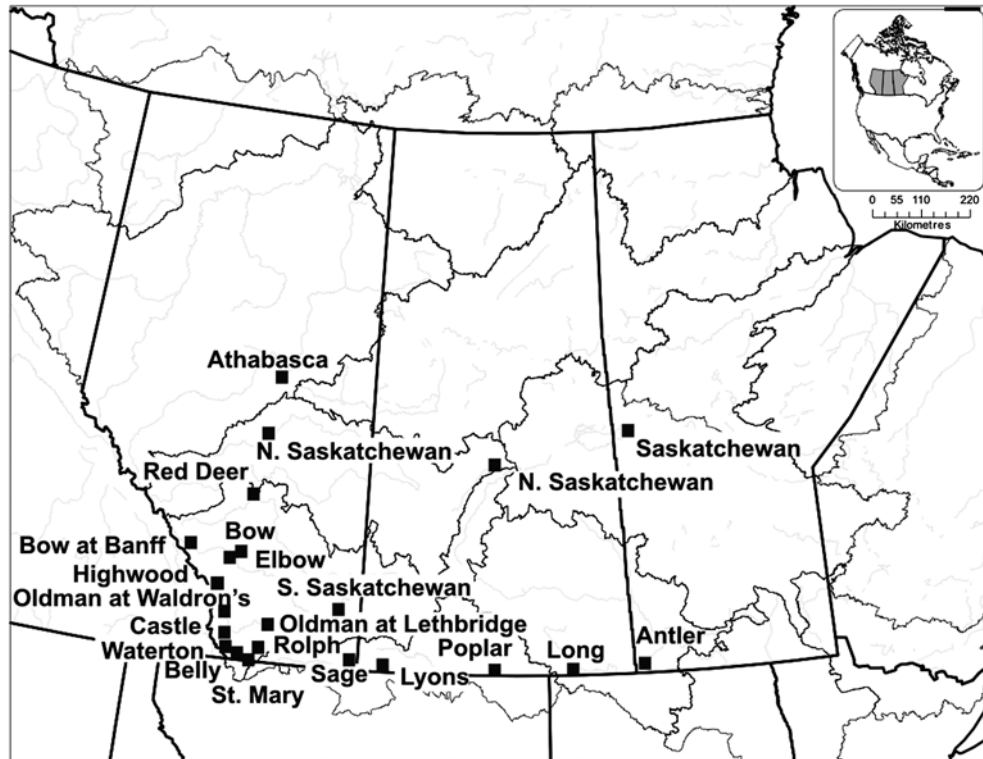 0 55 110 220
Kilometres
Athabasca
N. Saskatchewan
Saskatchewan
Red Deer
N. Saskatchewan
Bow
Bow at Banff
Elbow
Highwood
S. Saskatchewan
Oldman at Waldron's
Castle
Oldman at Lethbridge
Waterton
Rolph
Poplar
Long
Antler
Belly
Sage
Lyons
St. Mary